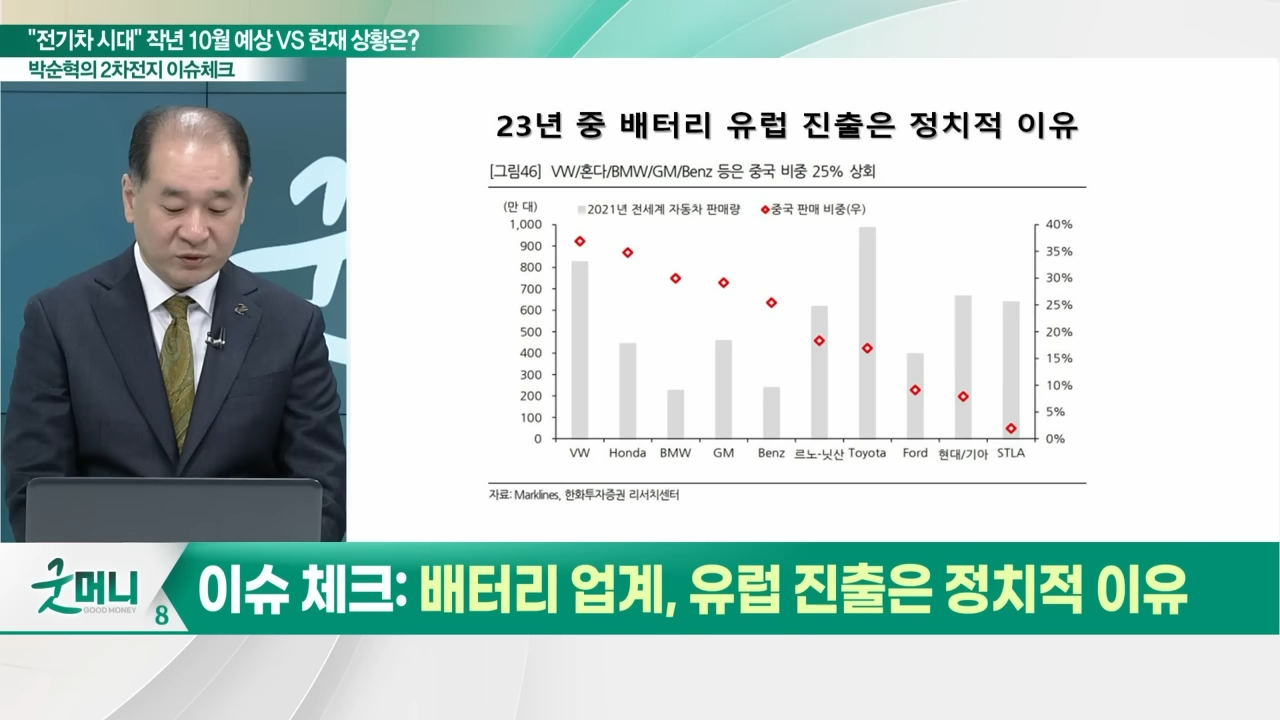 "전기차 시대" 작년 10월 예상 VS 현재 상황은?
박순혁의 2차전지 이슈체크
23년 중 배터리 유럽 진출은 정치적 이유
[그림46] VW/혼다/BMW/GM/Benz 등은 중국 비중 25% 상회
(만 대)
2021년 전세계 자동차 판매량
중국 판매 비중(우)
1,000 40%
900 35%
800
700 30%
600 25%
500 20%
400 15%
300
200 10%
100 5%
0 0%
VW Honda BMW GM Benz 르노-닛산 Toyota Ford 현대/기아 STLA
자료: Marklines, 한화투자증권 리서치센터
굿머니
GOOD MONEY
8
이슈 체크: 배터리 업계, 유럽 진출은 정치적 이유